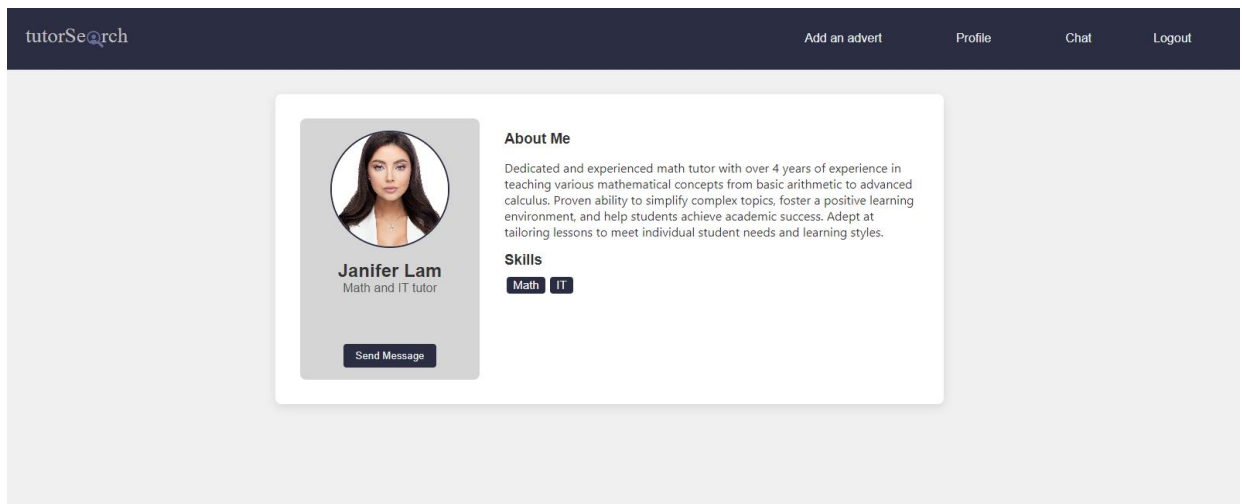 tutorSearch
Add an advert
Profile
Chat
Logout
Janifer Lam
Math and IT tutor
Send Message
About Me
Dedicated and experienced math tutor with over 4 years of experience in
teaching various mathematical concepts from basic arithmetic to advanced
calculus. Proven ability to simplify complex topics, foster a positive learning
environment, and help students achieve academic success. Adept at
tailoring lessons to meet individual student needs and learning styles.
Skills
Math
IT